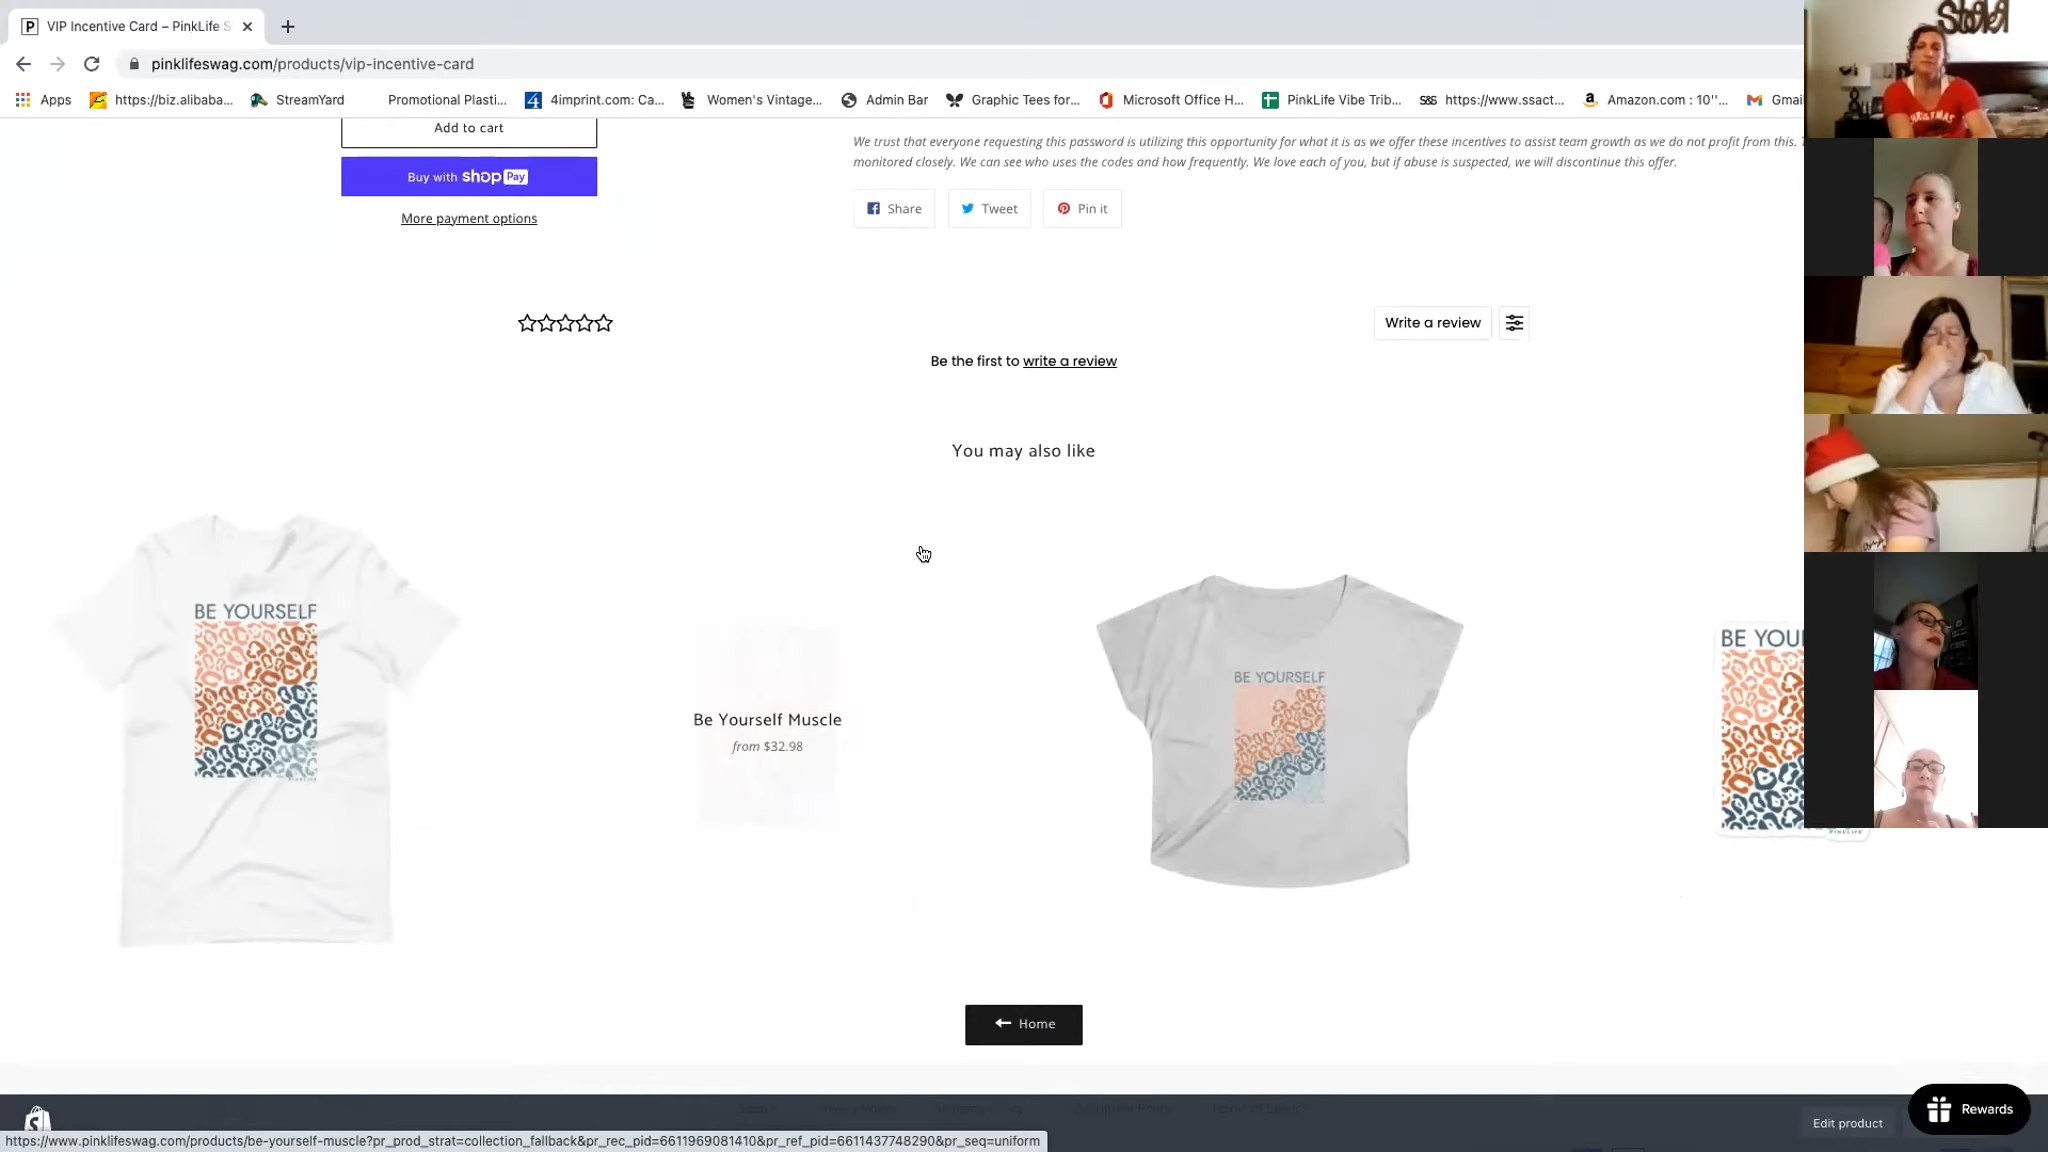 VIP Incentive Card – PinkLife S
pinklifeswag.com/products/vip-incentive-card
Apps https://biz.alibaba... StreamYard Promotional Plasti... 4imprint.com: Ca... Women's Vintage... Admin Bar Graphic Tees for... Microsoft Office H... PinkLife Vibe Trib... S&S https://www.ssact... Amazon.com : 10''... Gmai
Add to cart
Buy with shop Pay
More payment options
We trust that everyone requesting this password is utilizing this opportunity for what it is as we offer these incentives to assist team growth as we do not profit from this.
monitored closely. We can see who uses the codes and how frequently. We love each of you, but if abuse is suspected, we will discontinue this offer.
Share Tweet Pin it
Write a review
Be the first to write a review
You may also like
BE YOURSELF
Be Yourself Muscle
from $32.98
BE YOURSELF
BE YOU
PINKLIFE
Home
Edit product
Rewards
https://www.pinklifeswag.com/products/be-yourself-muscle?pr_prod_strat=collection_fallback&pr_rec_pid=6611969081410&pr_ref_pid=6611437748290&pr_seq=uniform
CHRISTMAS